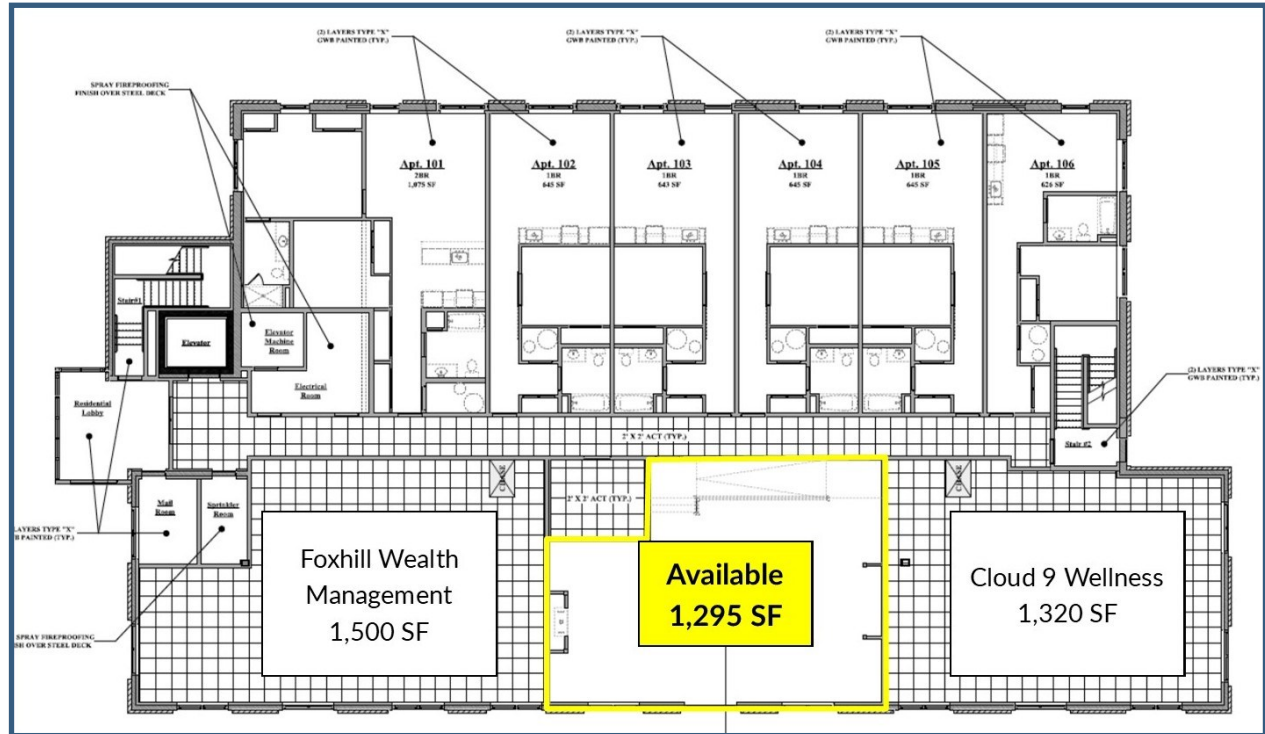 (2) LAYERS TYPE "X"
GWB PAINTED (TYP.)
(2) LAYERS TYPE "X"
GWB PAINTED (TYP.)
(2) LAYERS TYPE "X"
GWB PAINTED (TYP.)
SPRAY FIREPROOFING
FINISH OVER STEEL DECK
Apt. 101
2BR
1,075 SF
Apt. 102
1BR
645 SF
Apt. 103
1BR
643 SF
Apt. 104
1BR
645 SF
Apt. 105
1BR
645 SF
Apt. 106
1BR
626 SF
Stair#1
Elevator
Elevator
Machine
Room
Electrical
Room
Residential
Lobby
(2) LAYERS TYPE "X"
GWB PAINTED (TYP.)
Stair #2
2' X 2' ACT (TYP.)
CHASE
2' X 2' ACT (TYP.)
CHASE
Mail
Room
Sprinkler
Room
LAYERS TYPE "X"
WB PAINTED (TYP.)
Foxhill Wealth
Management
1,500 SF
Available
1,295 SF
Cloud 9 Wellness
1,320 SF
SPRAY FIREPROOFING
SH OVER STEEL DECK